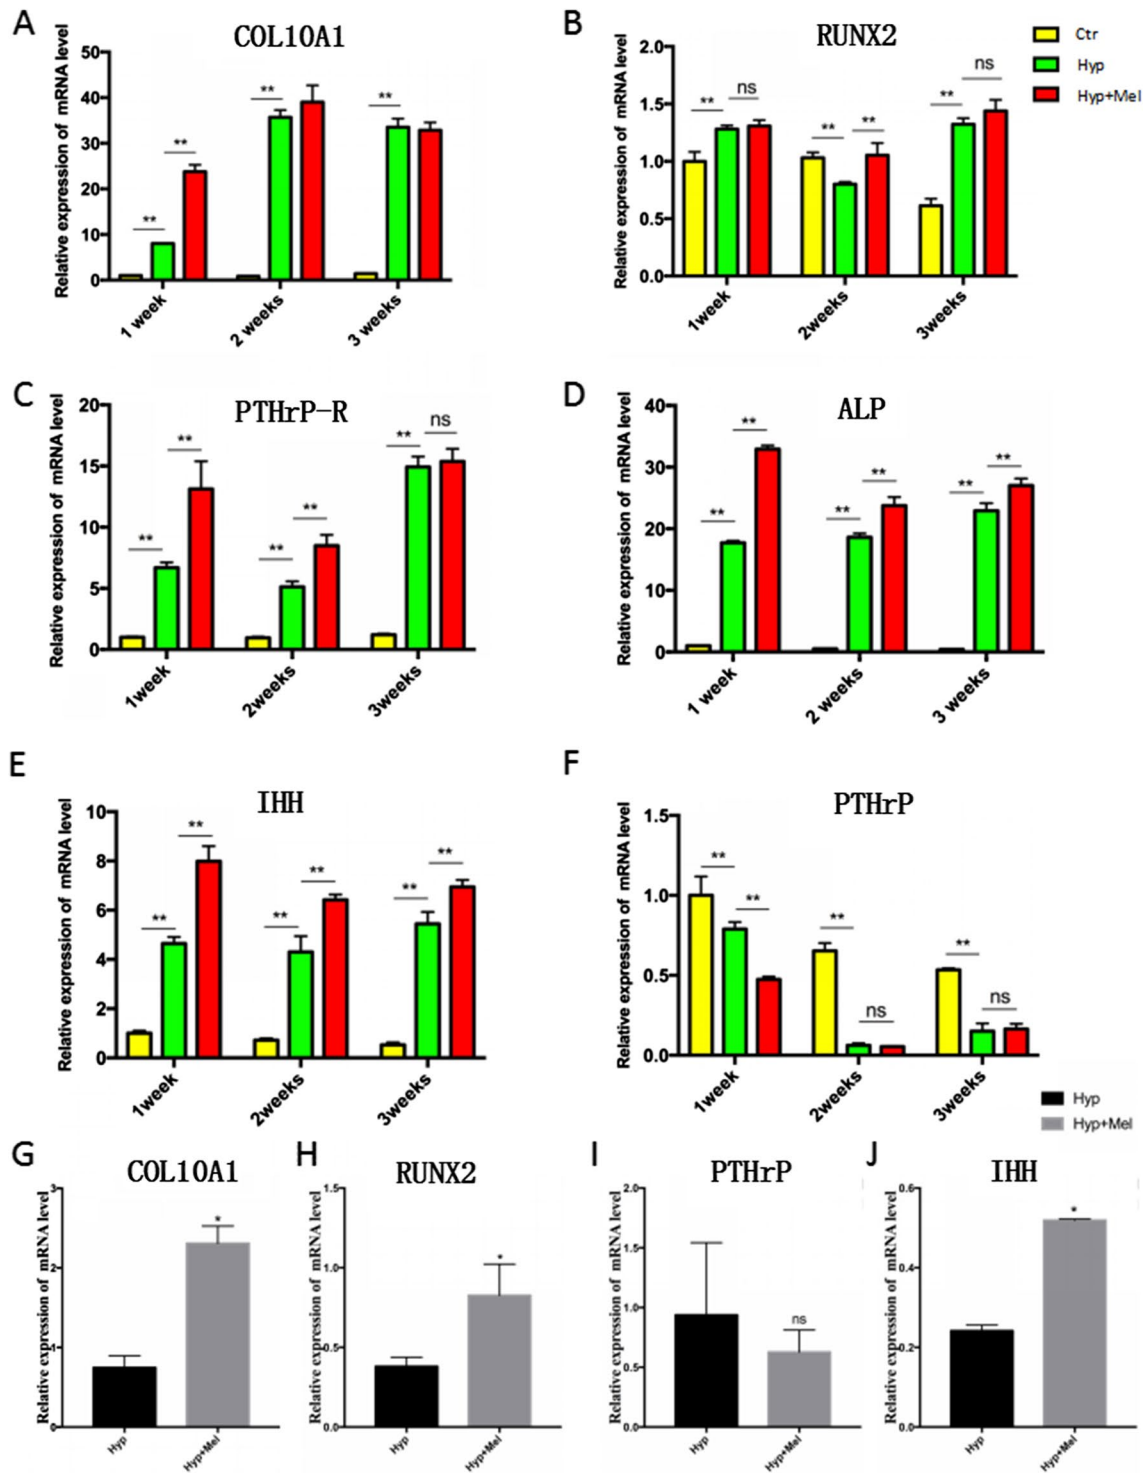 A
COL10A1
Relative expression of mRNA level
50
40
30
20
10
0
**
**
**
**
1 week
2 weeks
3 weeks
B
RUNX2
Relative expression of mRNA level
2.0
1.5
1.0
0.5
0.0
**
ns
**
**
**
ns
1week
2weeks
3weeks
Ctr
Hyp
Hyp+Mel
C
PTHrP-R
Relative expression of mRNA level
20
15
10
5
0
**
**
**
**
**
ns
1week
2weeks
3weeks
D
ALP
Relative expression of mRNA level
40
30
20
10
0
**
**
**
**
**
**
1 week
2 weeks
3 weeks
E
IHH
Relative expression of mRNA level
10
8
6
4
2
0
**
**
**
**
**
**
1week
2weeks
3weeks
F
PTHrP
Relative expression of mRNA level
1.5
1.0
0.5
0.0
**
**
**
ns
**
ns
1week
2weeks
3weeks
Hyp
Hyp+Mel
G
COL10A1
Relative expression of mRNA level
3
2
1
0
*
Hyp
Hyp+Mel
H
RUNX2
Relative expression of mRNA level
1.5
1.0
0.5
0.0
*
Hyp
Hyp+Mel
I
PTHrP
Relative expression of mRNA level
2.0
1.5
1.0
0.5
0.0
ns
Hyp
Hyp+Mel
J
IHH
Relative expression of mRNA level
0.6
0.4
0.2
0.0
*
Hyp
Hyp+Mel